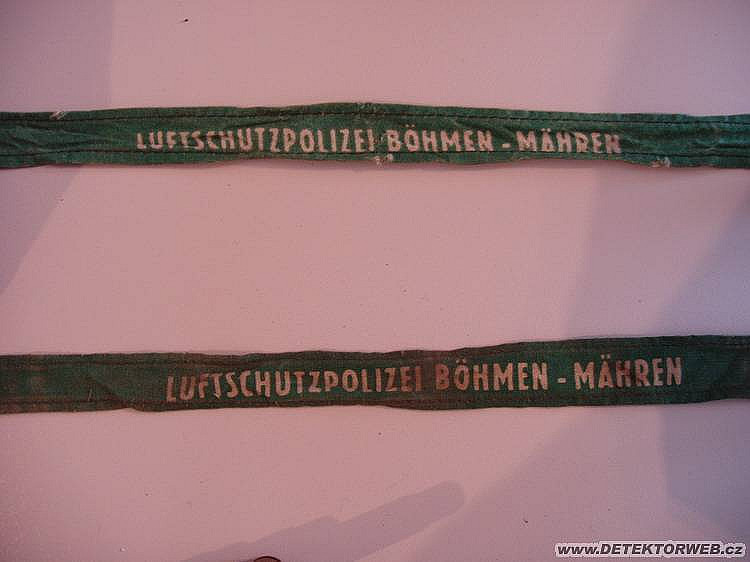 LUFTSCHUTZPOLIZEI BÖHMEN - MÄHREN
LUFTSCHUTZPOLIZEI BÖHMEN - MÄHREN
www.DETEKTORWEB.cz